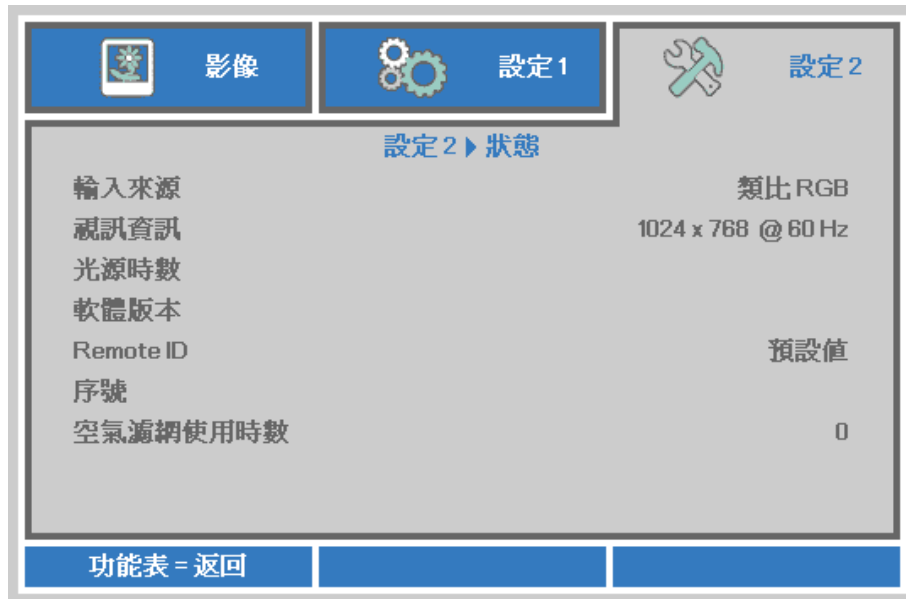 影像
設定 1
設定 2
設定 2 ▶ 狀態
輸入來源 類比 RGB
視訊資訊 1024 x 768 @ 60 Hz
光源時數
軟體版本
Remote ID 預設值
序號
空氣濾網使用時數 0
功能表 = 返回